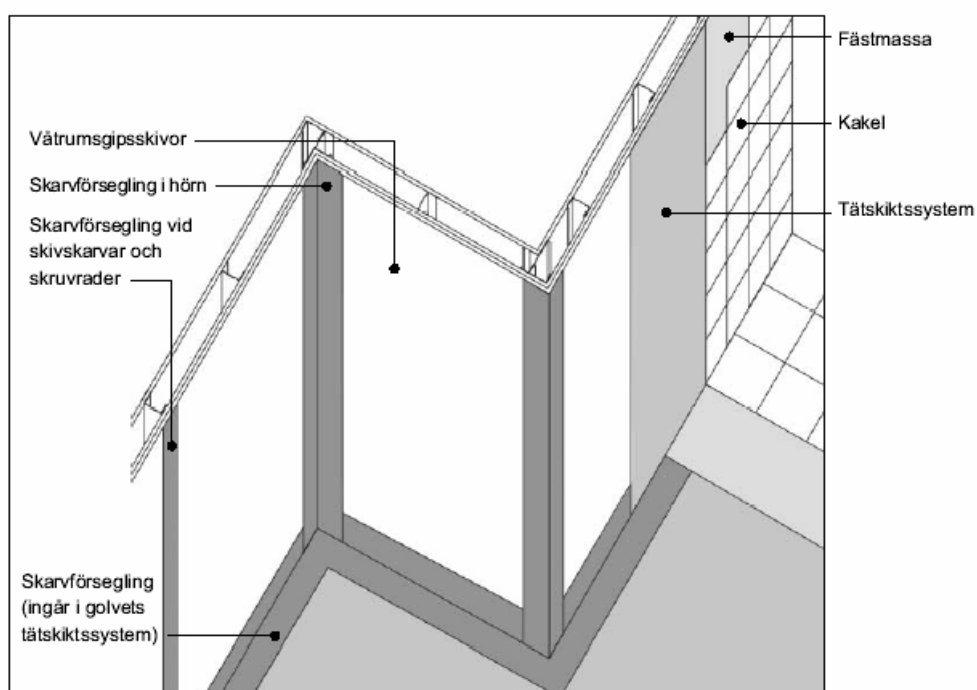 Våtrumsgipsskivor
Skarvförsegling i hörn
Skarvförsegling vid
skivskarvar och
skruvrader
Skarvförsegling
(ingår i golvets
tätskiktssystem)
Fästmassa
Kakel
Tätskiktssystem